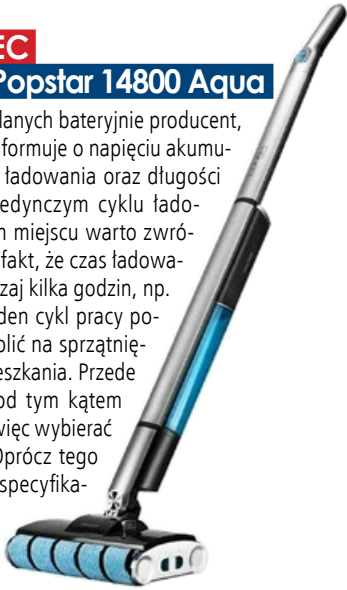 EC
Popstar 14800 Aqua
lanych bateryjnie producent,
formuje o napięciu akumu-
ładowania oraz długości
edynczym cyklu łado-
m miejscu warto zwró-
fakt, że czas ładowa-
zaj kilka godzin, np.
den cykl pracy po-
olić na sprzątnię-
eszkania. Przede
od tym kątem
więc wybierać
Oprócz tego
specyfika-